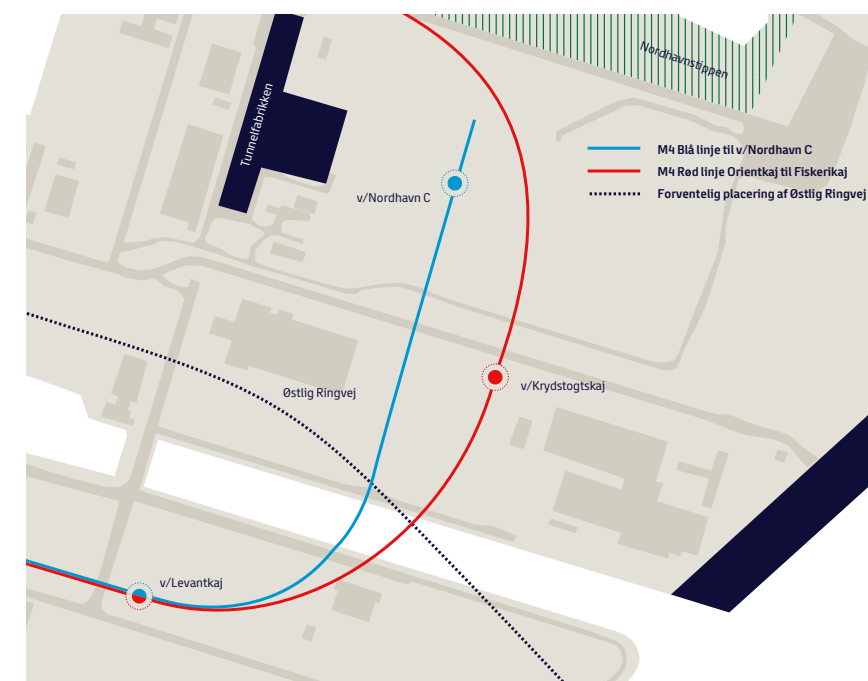 Nordhavnstippen
Tunnelfabrikken
M4 Blå linje til v/Nordhavn C
M4 Rød linje Orientkaj til Fiskerikaj
Forventelig placering af Østlig Ringvej
v/Nordhavn C
v/Krydstogtskaj
Østlig Ringvej
v/Levantkaj